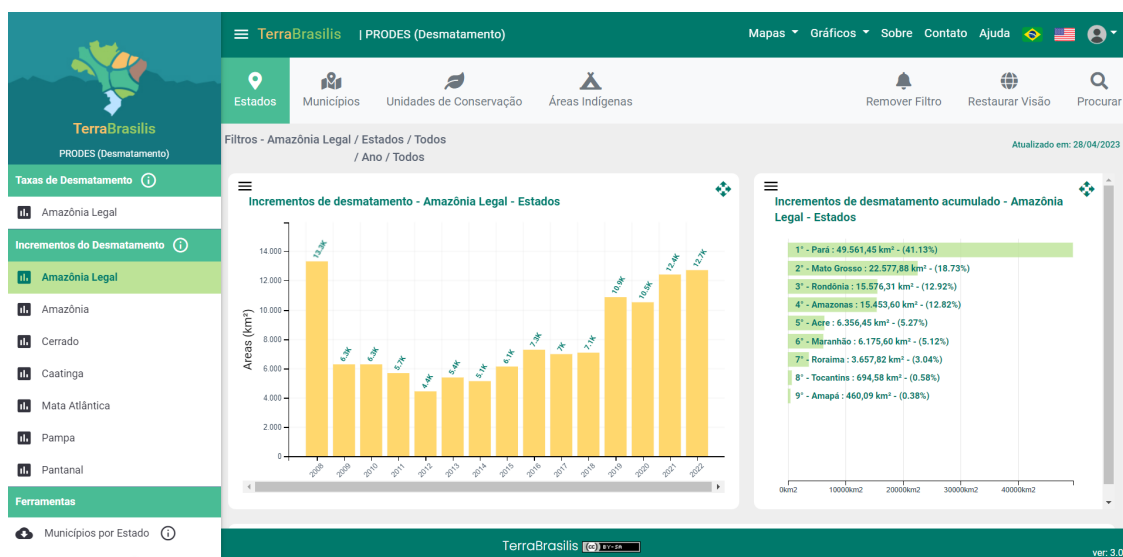 TerraBrasilis
PRODES (Desmatamento)
Taxas de Desmatamento
Amazônia Legal
Incrementos do Desmatamento
Amazônia Legal
Amazônia
Cerrado
Caatinga
Mata Atlântica
Pampa
Pantanal
Ferramentas
Municípios por Estado
TerraBrasilis | PRODES (Desmatamento)
Mapas Gráficos Sobre Contato Ajuda
Estados Municípios Unidades de Conservação Áreas Indígenas Remover Filtro Restaurar Visão Procurar
Filtros - Amazônia Legal / Estados / Todos
/ Ano / Todos
Atualizado em: 28/04/2023
Incrementos de desmatamento - Amazônia Legal - Estados
Areas (km²)
14.000
12.000
10.000
8.000
6.000
4.000
2.000
0
13.3K 6.3K 6.3K 5.7K 4.4K 5.4K 5.1K 6.1K 7.3K 7K 7.1K 10.9K 10.5K 12.4K 12.7K
2008 2009 2010 2011 2012 2013 2014 2015 2016 2017 2018 2019 2020 2021 2022
Incrementos de desmatamento acumulado - Amazônia
Legal - Estados
1° - Pará : 49.561,45 km² - (41.13%)
2° - Mato Grosso : 22.577,88 km² - (18.73%)
3° - Rondônia : 15.576,31 km² - (12.92%)
4° - Amazonas : 15.453,60 km² - (12.82%)
5° - Acre : 6.356,45 km² - (5.27%)
6° - Maranhão : 6.175,60 km² - (5.12%)
7° - Roraima : 3.657,82 km² - (3.04%)
8° - Tocantins : 694,58 km² - (0.58%)
9° - Amapá : 460,09 km² - (0.38%)
0km2 10000km2 20000km2 30000km2 40000km2
TerraBrasilis (cc) BY-SA
ver: 3.0